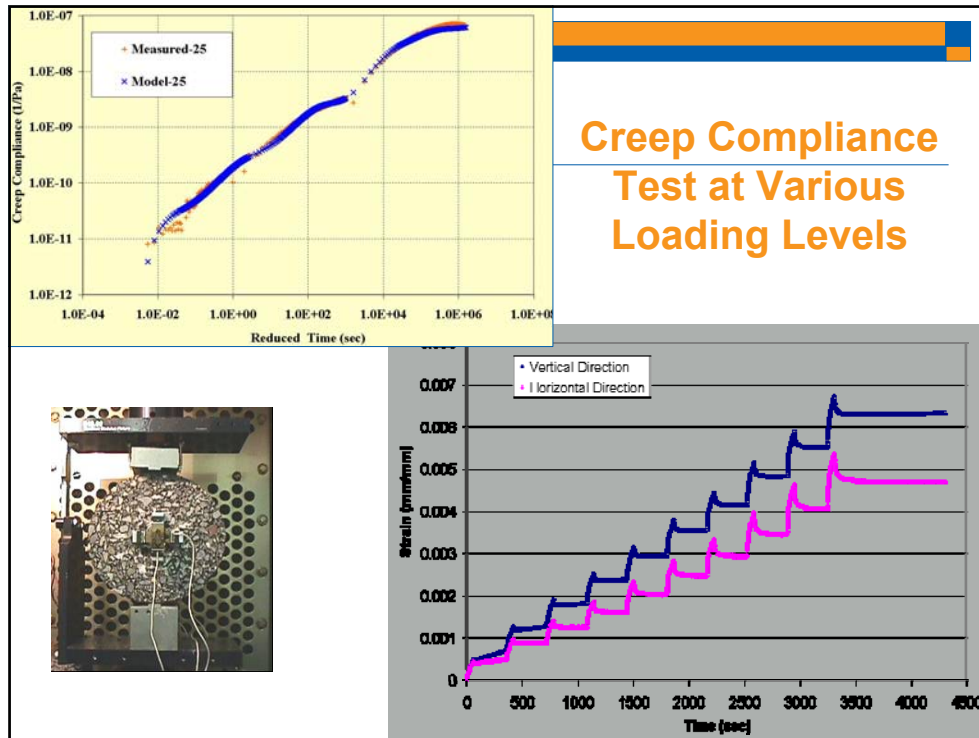 1.0E-07
1.0E-08
1.0E-09
1.0E-10
1.0E-11
1.0E-12
Creep Compliance (1/Pa)
Measured-25
Model-25
1.0E-04 1.0E-02 1.0E+00 1.0E+02 1.0E+04 1.0E+06 1.0E+08
Reduced Time (sec)
Creep Compliance
Test at Various
Loading Levels
0.007
0.006
0.005
0.004
0.003
0.002
0.001
0
Strain (mm/mm)
Vertical Direction
Horizontal Direction
0 500 1000 1500 2000 2500 3000 3500 4000 4500
Time (sec)